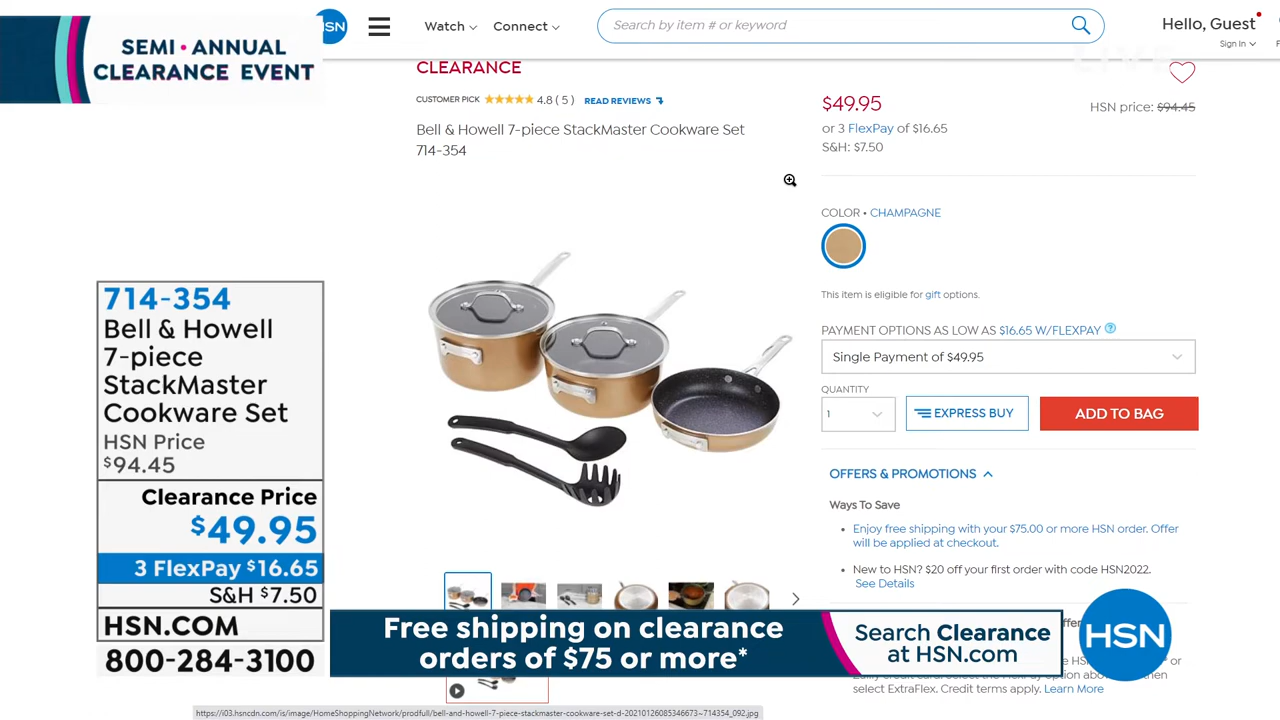 SEMI • ANNUAL
CLEARANCE EVENT
HSN
Watch
Connect
Search by item # or keyword
Hello, Guest
Sign In
LIVE
CLEARANCE
CUSTOMER PICK 4.8 ( 5 ) READ REVIEWS
Bell & Howell 7-piece StackMaster Cookware Set
714-354
$49.95
HSN price: $94.45
or 3 FlexPay of $16.65
S&H: $7.50
COLOR • CHAMPAGNE
This item is eligible for gift options.
PAYMENT OPTIONS AS LOW AS $16.65 W/FLEXPAY ?
Single Payment of $49.95
QUANTITY
1
EXPRESS BUY
ADD TO BAG
OFFERS & PROMOTIONS
Ways To Save
• Enjoy free shipping with your $75.00 or more HSN order. Offer
will be applied at checkout.
• New to HSN? $20 off your first order with code HSN2022.
See Details
select ExtraFlex. Credit terms apply. Learn More
714-354
Bell & Howell
7-piece
StackMaster
Cookware Set
HSN Price
$94.45
Clearance Price
$49.95
3 FlexPay $16.65
S&H $7.50
HSN.COM
800-284-3100
Free shipping on clearance
orders of $75 or more*
Search Clearance
at HSN.com
HSN
https://i03.hsncdn.com/is/image/HomeShoppingNetwork/prodfull/bell-and-howell-7-piece-stackmaster-cookware-set-d-20210126085346673~714354_092.jpg